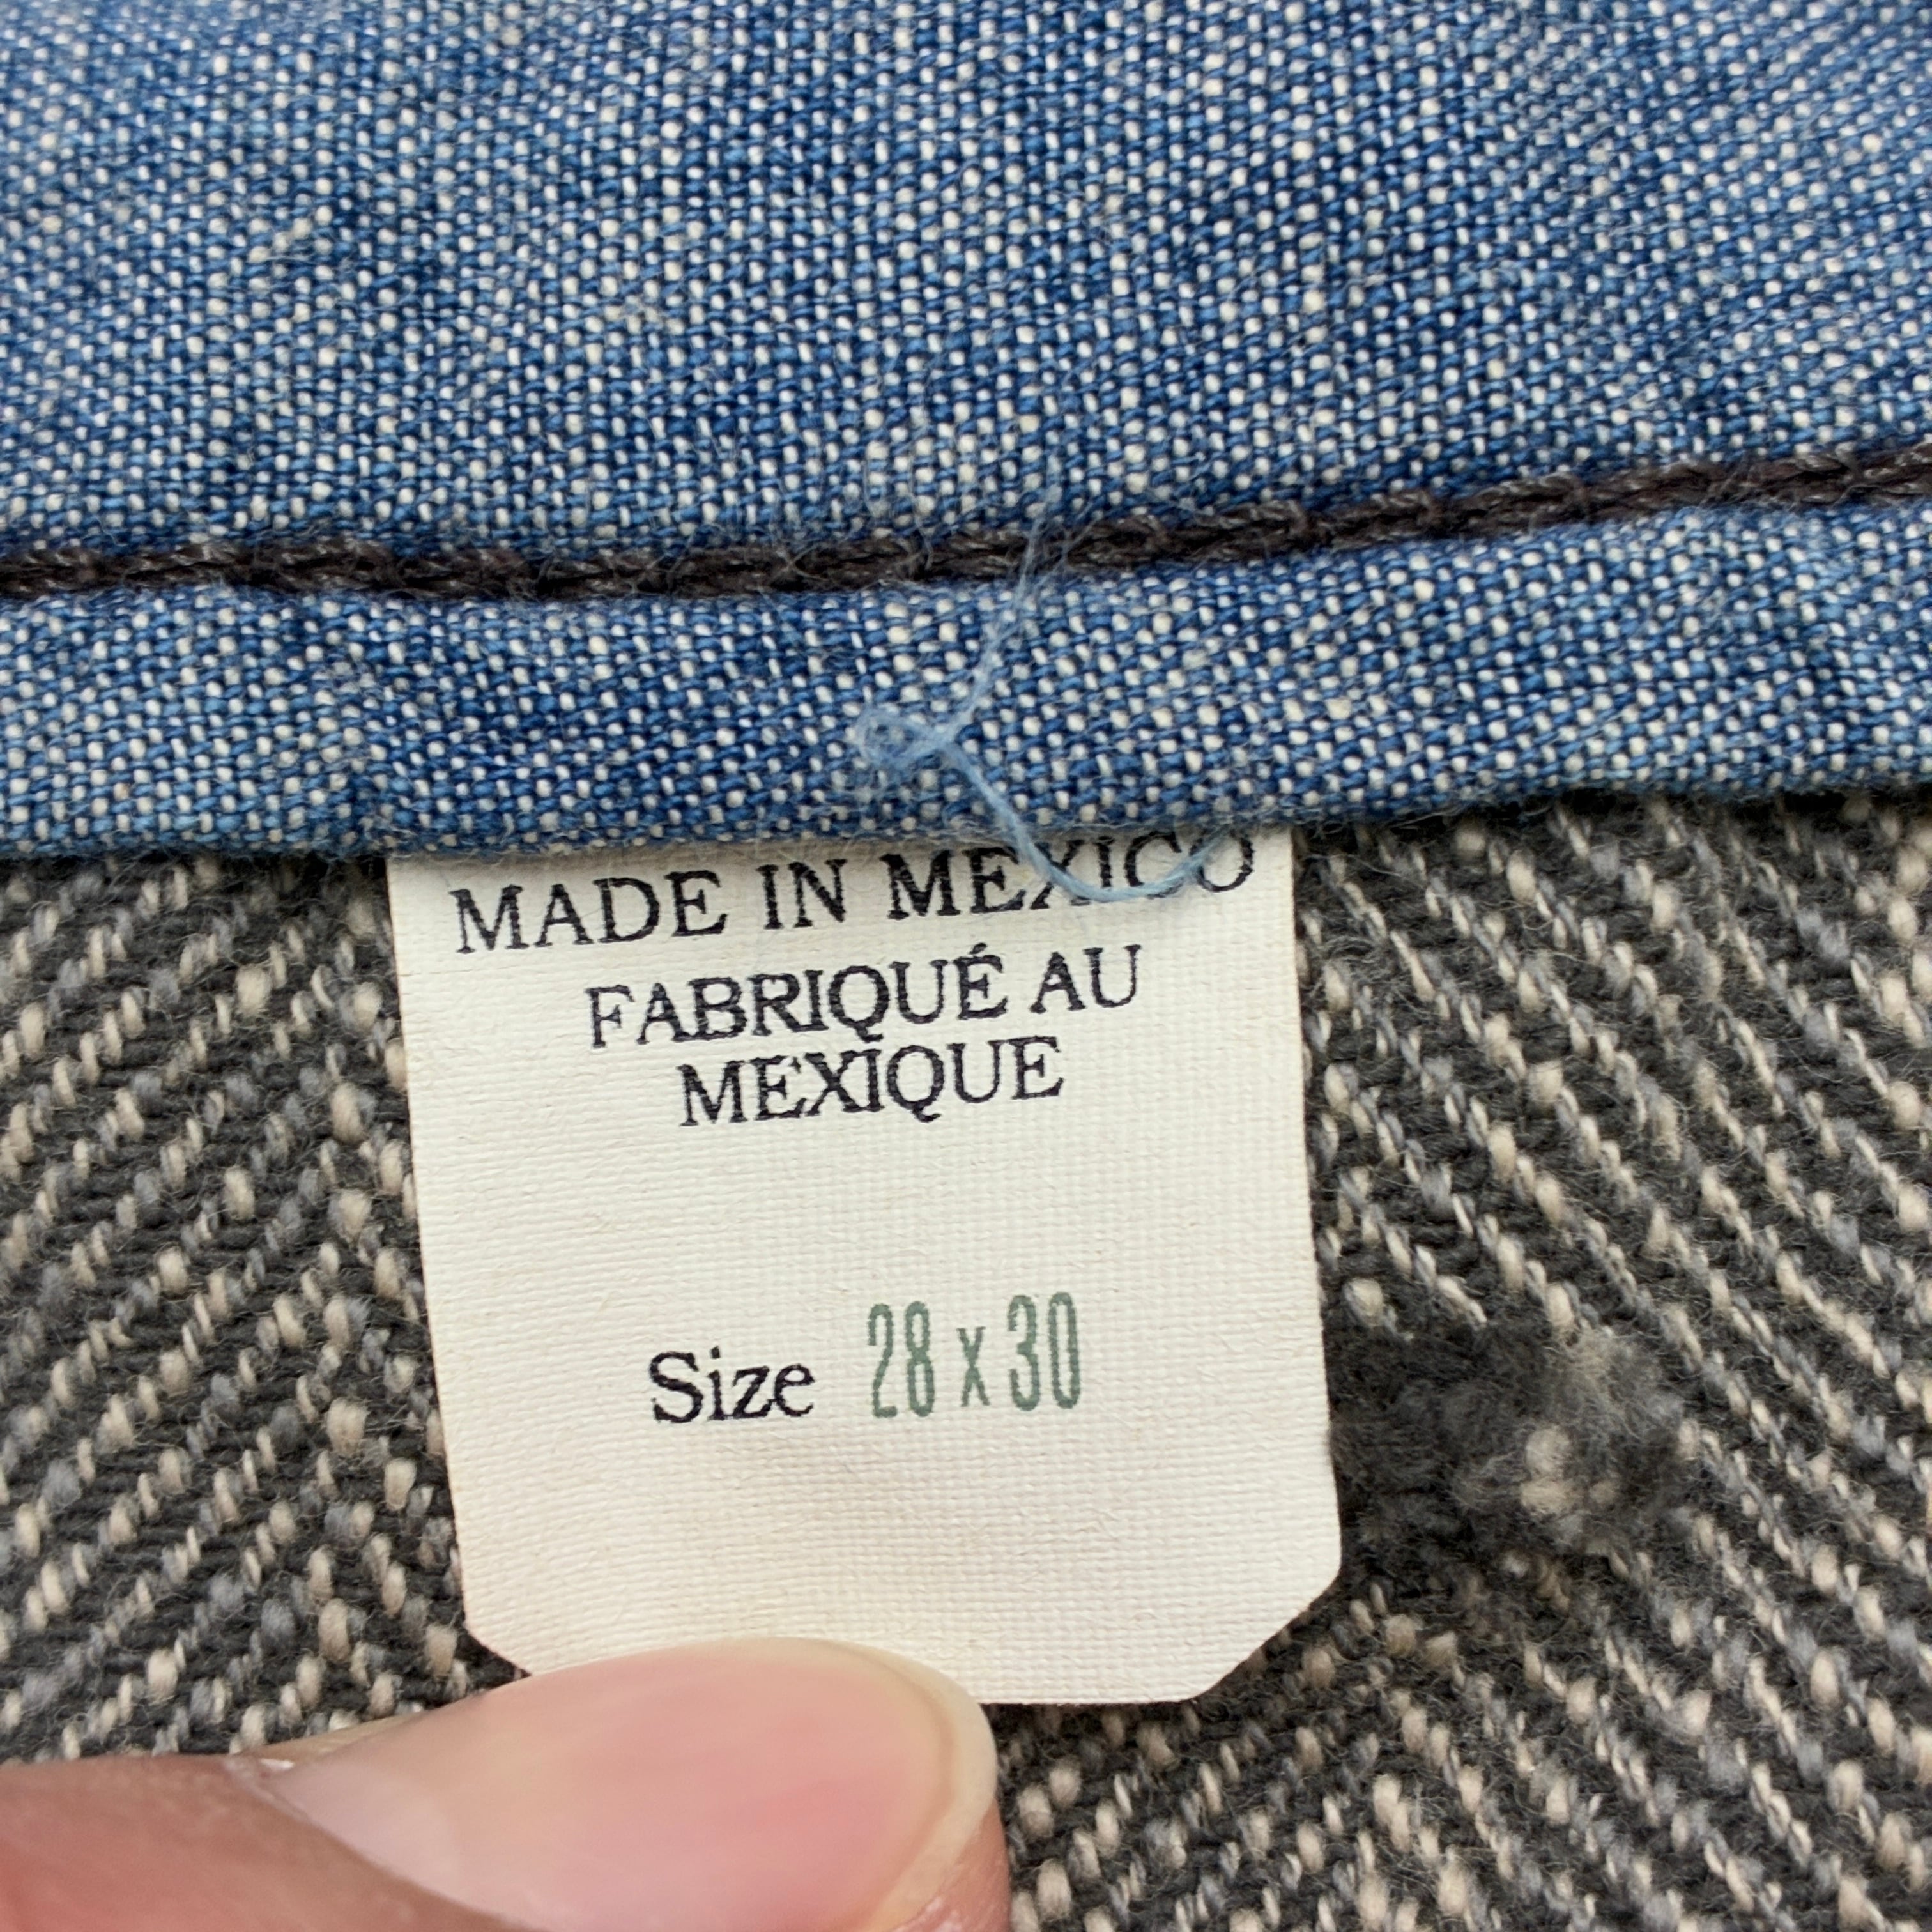 MADE IN MEXICO
FABRIQUÉ AU
MEXIQUE
Size 28 x 30